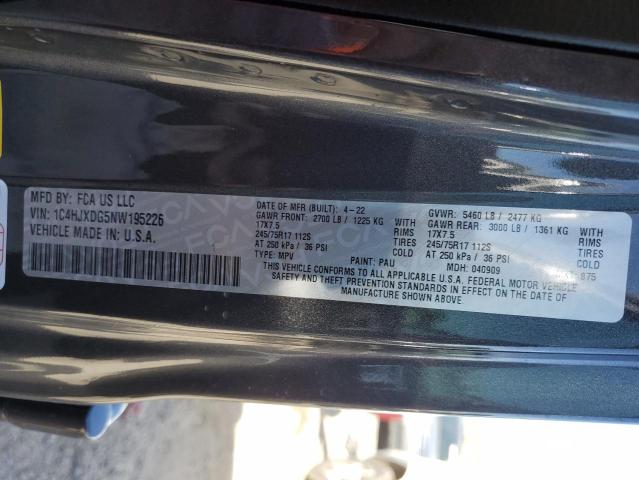 MFD BY: FCA US LLC
VIN: 1C4HJXDG5NW195226
VEHICLE MADE IN: U.S.A.
DATE OF MFR (BUILT): 4-22 GVWR: 5460 LB / 2477 KG
GAWR FRONT: 2700 LB / 1225 KG WITH GAWR REAR: 3000 LB / 1361 KG WITH
17X7.5 RIMS 17X7.5 RIMS
245/75R17 112S TIRES 245/75R17 112S TIRES
AT 250 kPa / 36 PSI COLD AT 250 kPa / 36 PSI COLD
TYPE: MPV PAINT: PAU MDH: 040909 875
THIS VEHICLE CONFORMS TO ALL APPLICABLE U.S.A. FEDERAL MOTOR VEHICLE
SAFETY AND THEFT PREVENTION STANDARDS IN EFFECT ON THE DATE OF
MANUFACTURE SHOWN ABOVE